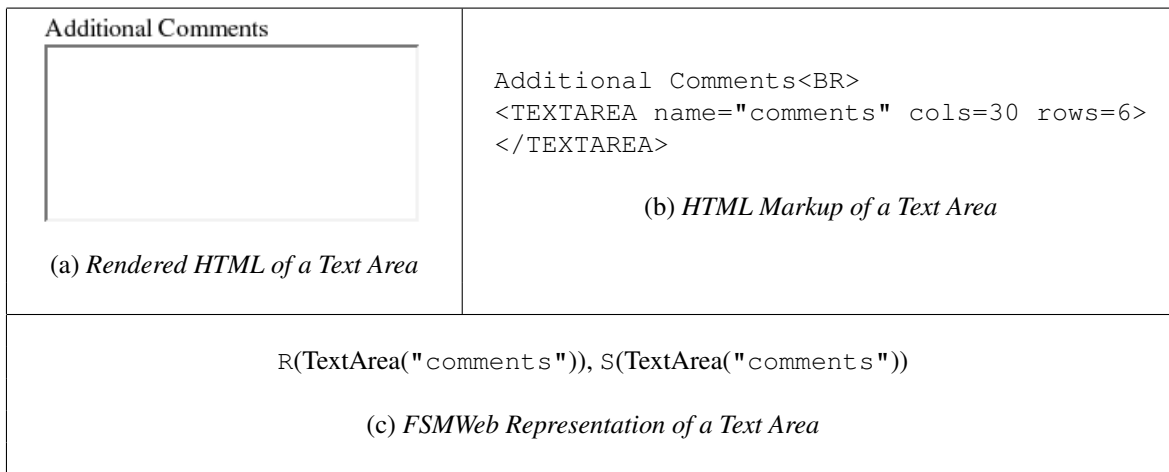 Additional Comments
(a) Rendered HTML of a Text Area
Additional Comments<BR>
<TEXTAREA name="comments" cols=30 rows=6>
</TEXTAREA>
(b) HTML Markup of a Text Area
R(TextArea("comments")), S(TextArea("comments"))
(c) FSMWeb Representation of a Text Area